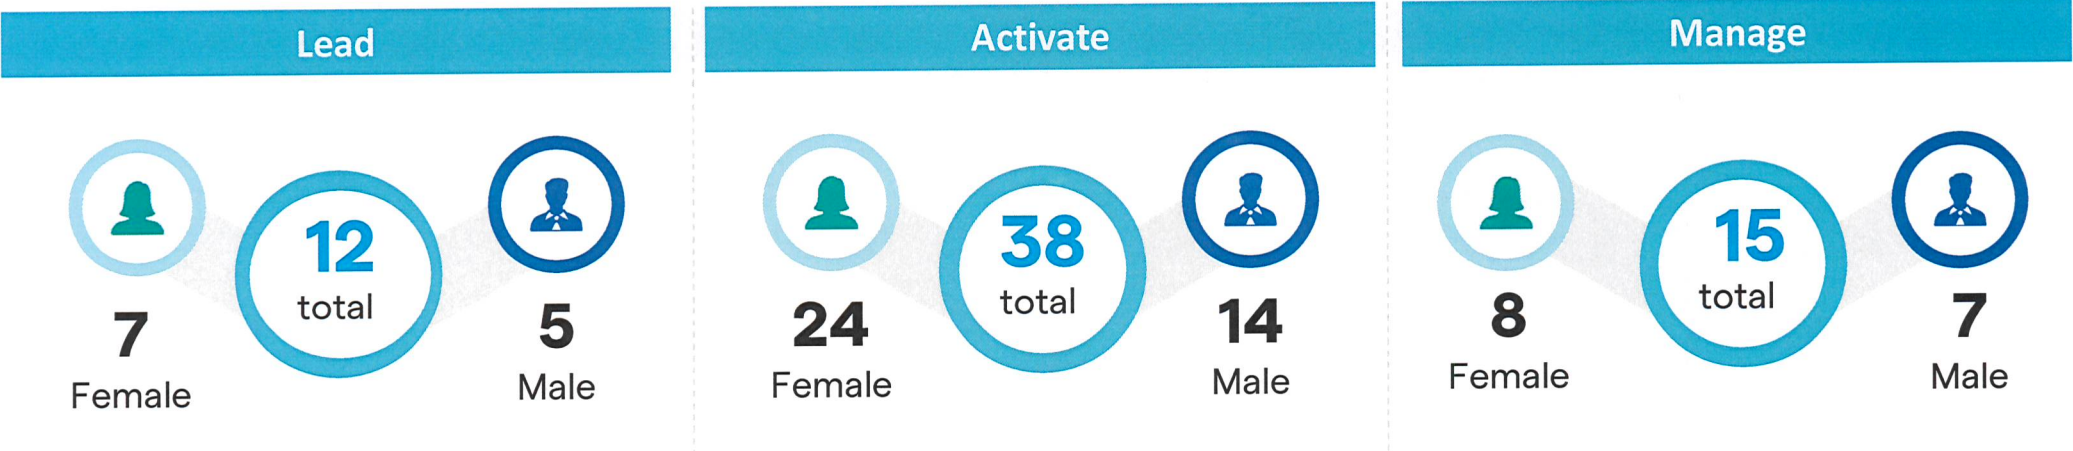 Lead
12
total
7
Female
5
Male
Activate
38
total
24
Female
14
Male
Manage
15
total
8
Female
7
Male